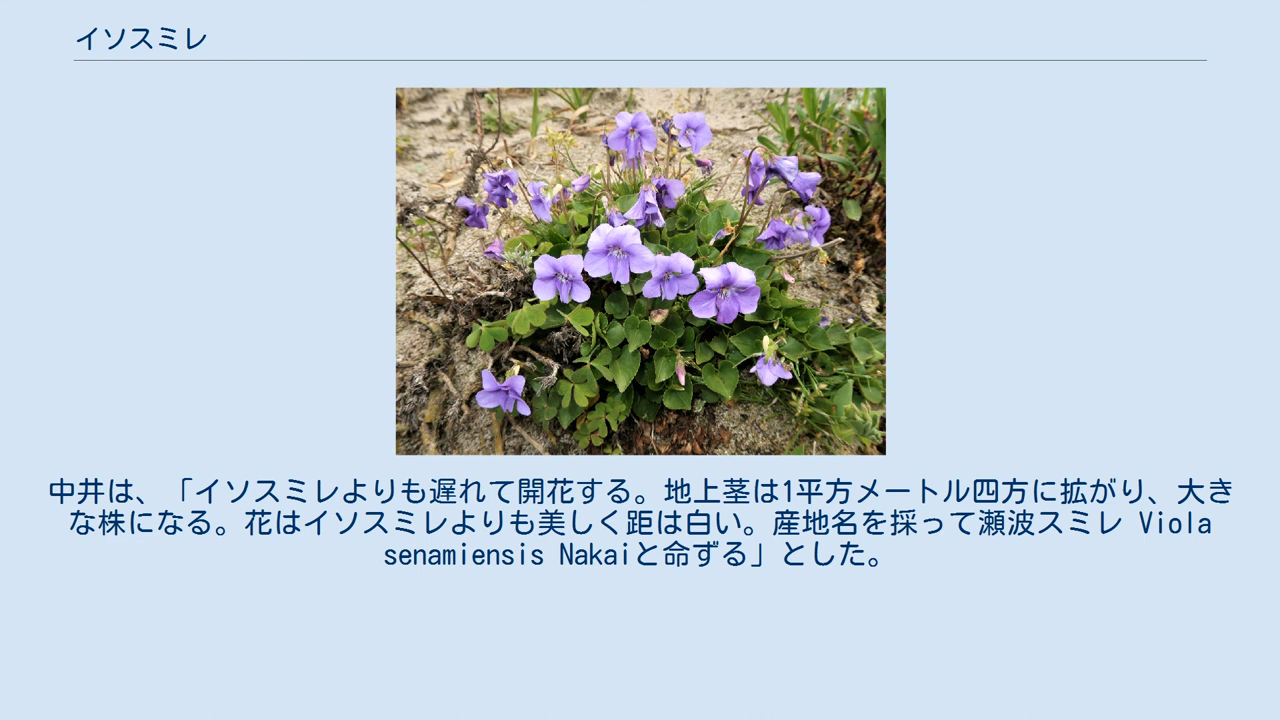 イソスミレ
中井は、「イソスミレよりも遅れて開花する。地上茎は1平方メートル四方に拡がり、大き
な株になる。花はイソスミレよりも美しく距は白い。産地名を採って瀬波スミレ Viola
senamiensis Nakaiと命ずる」とした。